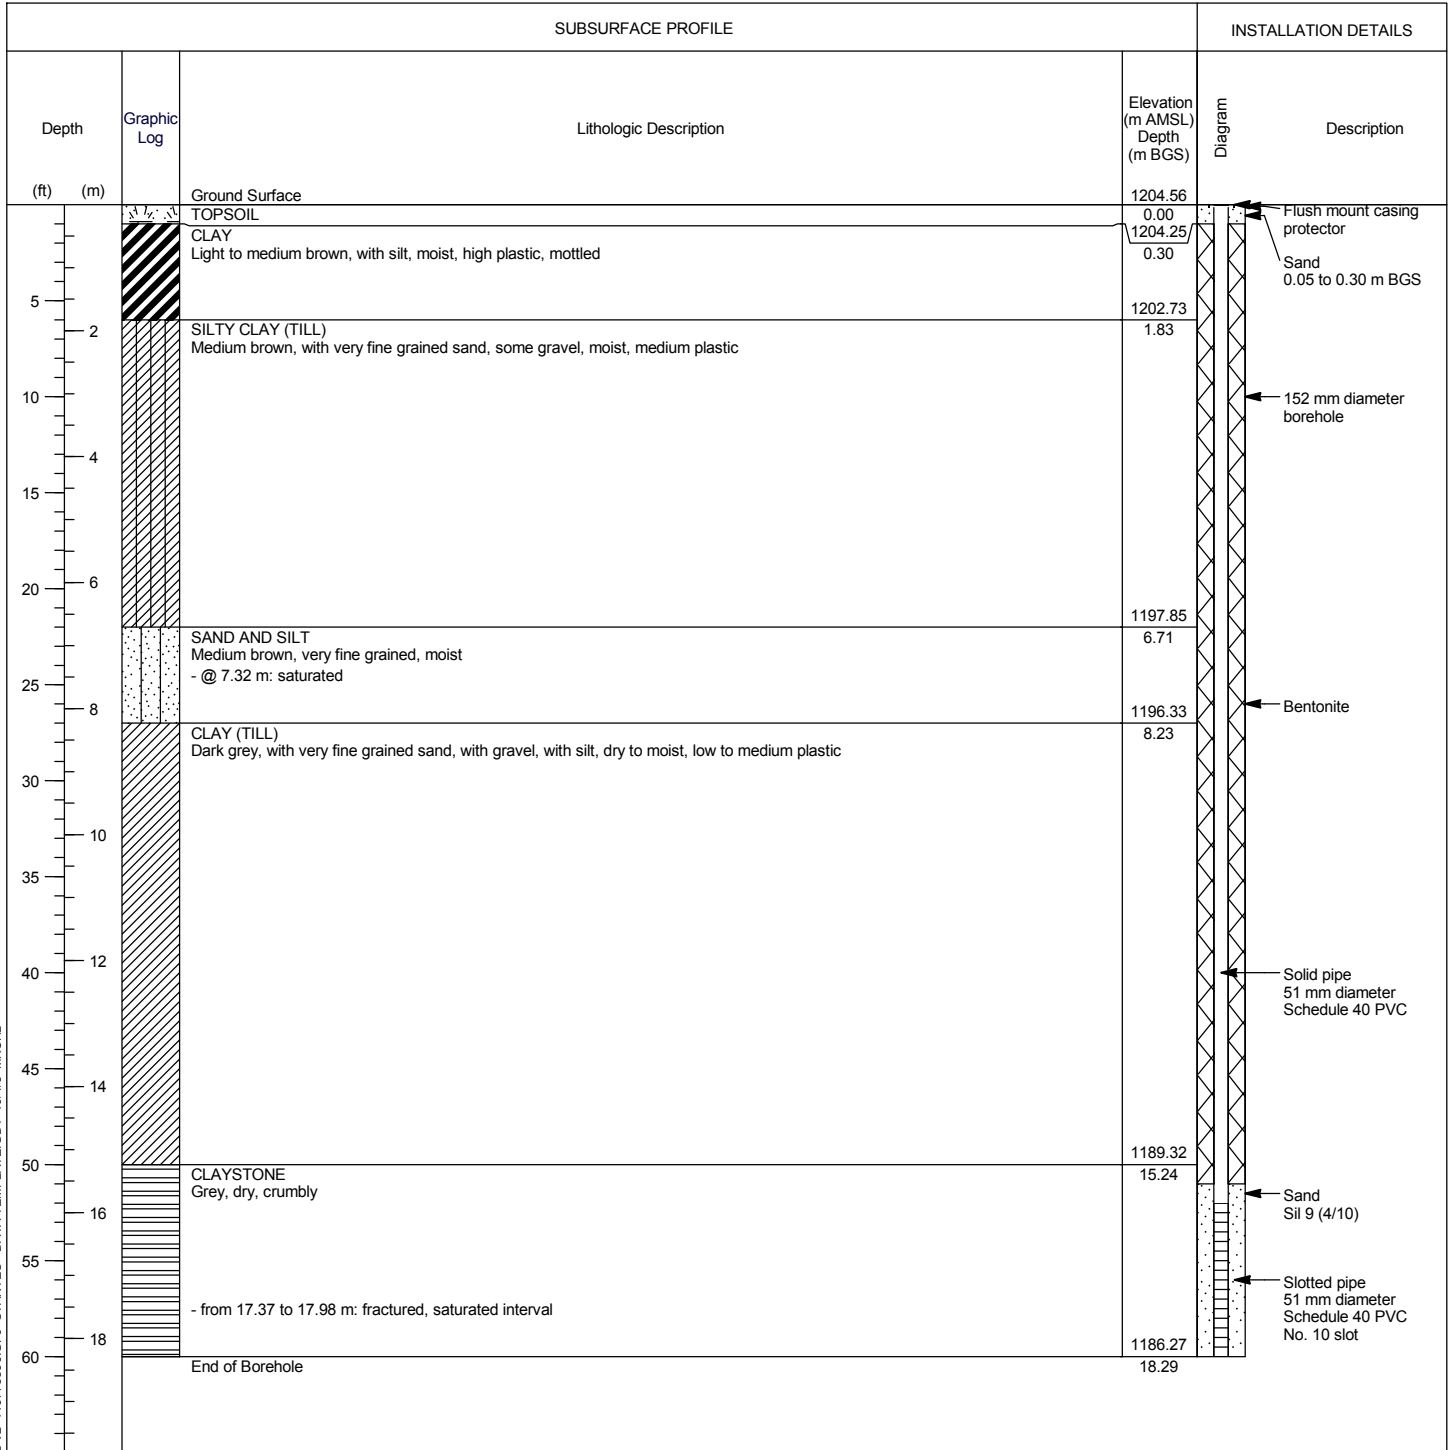 SUBSURFACE PROFILE
INSTALLATION DETAILS
Depth
Graphic
Log
Lithologic Description
Elevation
(m AMSL)
Depth
(m BGS)
Diagram
Description
(ft) (m)
Ground Surface
1204.56
TOPSOIL
0.00
Flush mount casing
protector
CLAY
1204.25
Light to medium brown, with silt, moist, high plastic, mottled
0.30
Sand
0.05 to 0.30 m BGS
5
1202.73
2
SILTY CLAY (TILL)
1.83
Medium brown, with very fine grained sand, some gravel, moist, medium plastic
10
152 mm diameter
borehole
4
15
6
20
1197.85
SAND AND SILT
6.71
Medium brown, very fine grained, moist
- @ 7.32 m: saturated
25
8
1196.33
Bentonite
CLAY (TILL)
8.23
Dark grey, with very fine grained sand, with gravel, with silt, dry to moist, low to medium plastic
30
10
35
12
40
Solid pipe
51 mm diameter
Schedule 40 PVC
45
14
1189.32
50
CLAYSTONE
15.24
Grey, dry, crumbly
16
Sand
Sil 9 (4/10)
55
Slotted pipe
51 mm diameter
Schedule 40 PVC
No. 10 slot
- from 17.37 to 17.98 m: fractured, saturated interval
18
1186.27
60
End of Borehole
18.29